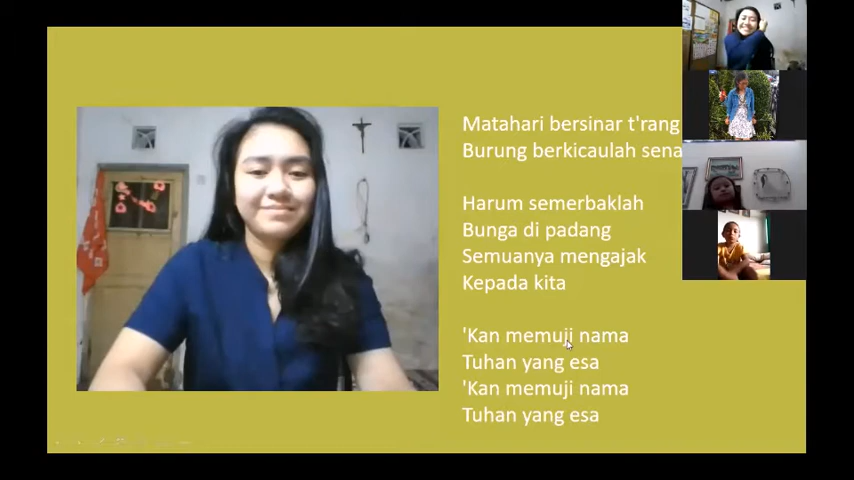 Matahari bersinar t'rang
Burung berkicaulah sena
Harum semerbaklah
Bunga di padang
Semuanya mengajak
Kepada kita
'Kan memuji nama
Tuhan yang esa
'Kan memuji nama
Tuhan yang esa